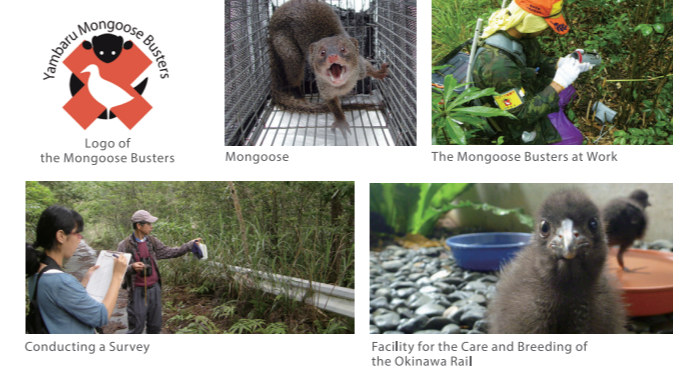 Yambaru Mongoose Busters
Logo of
the Mongoose Busters
Mongoose
The Mongoose Busters at Work
Conducting a Survey
Facility for the Care and Breeding of
the Okinawa Rail